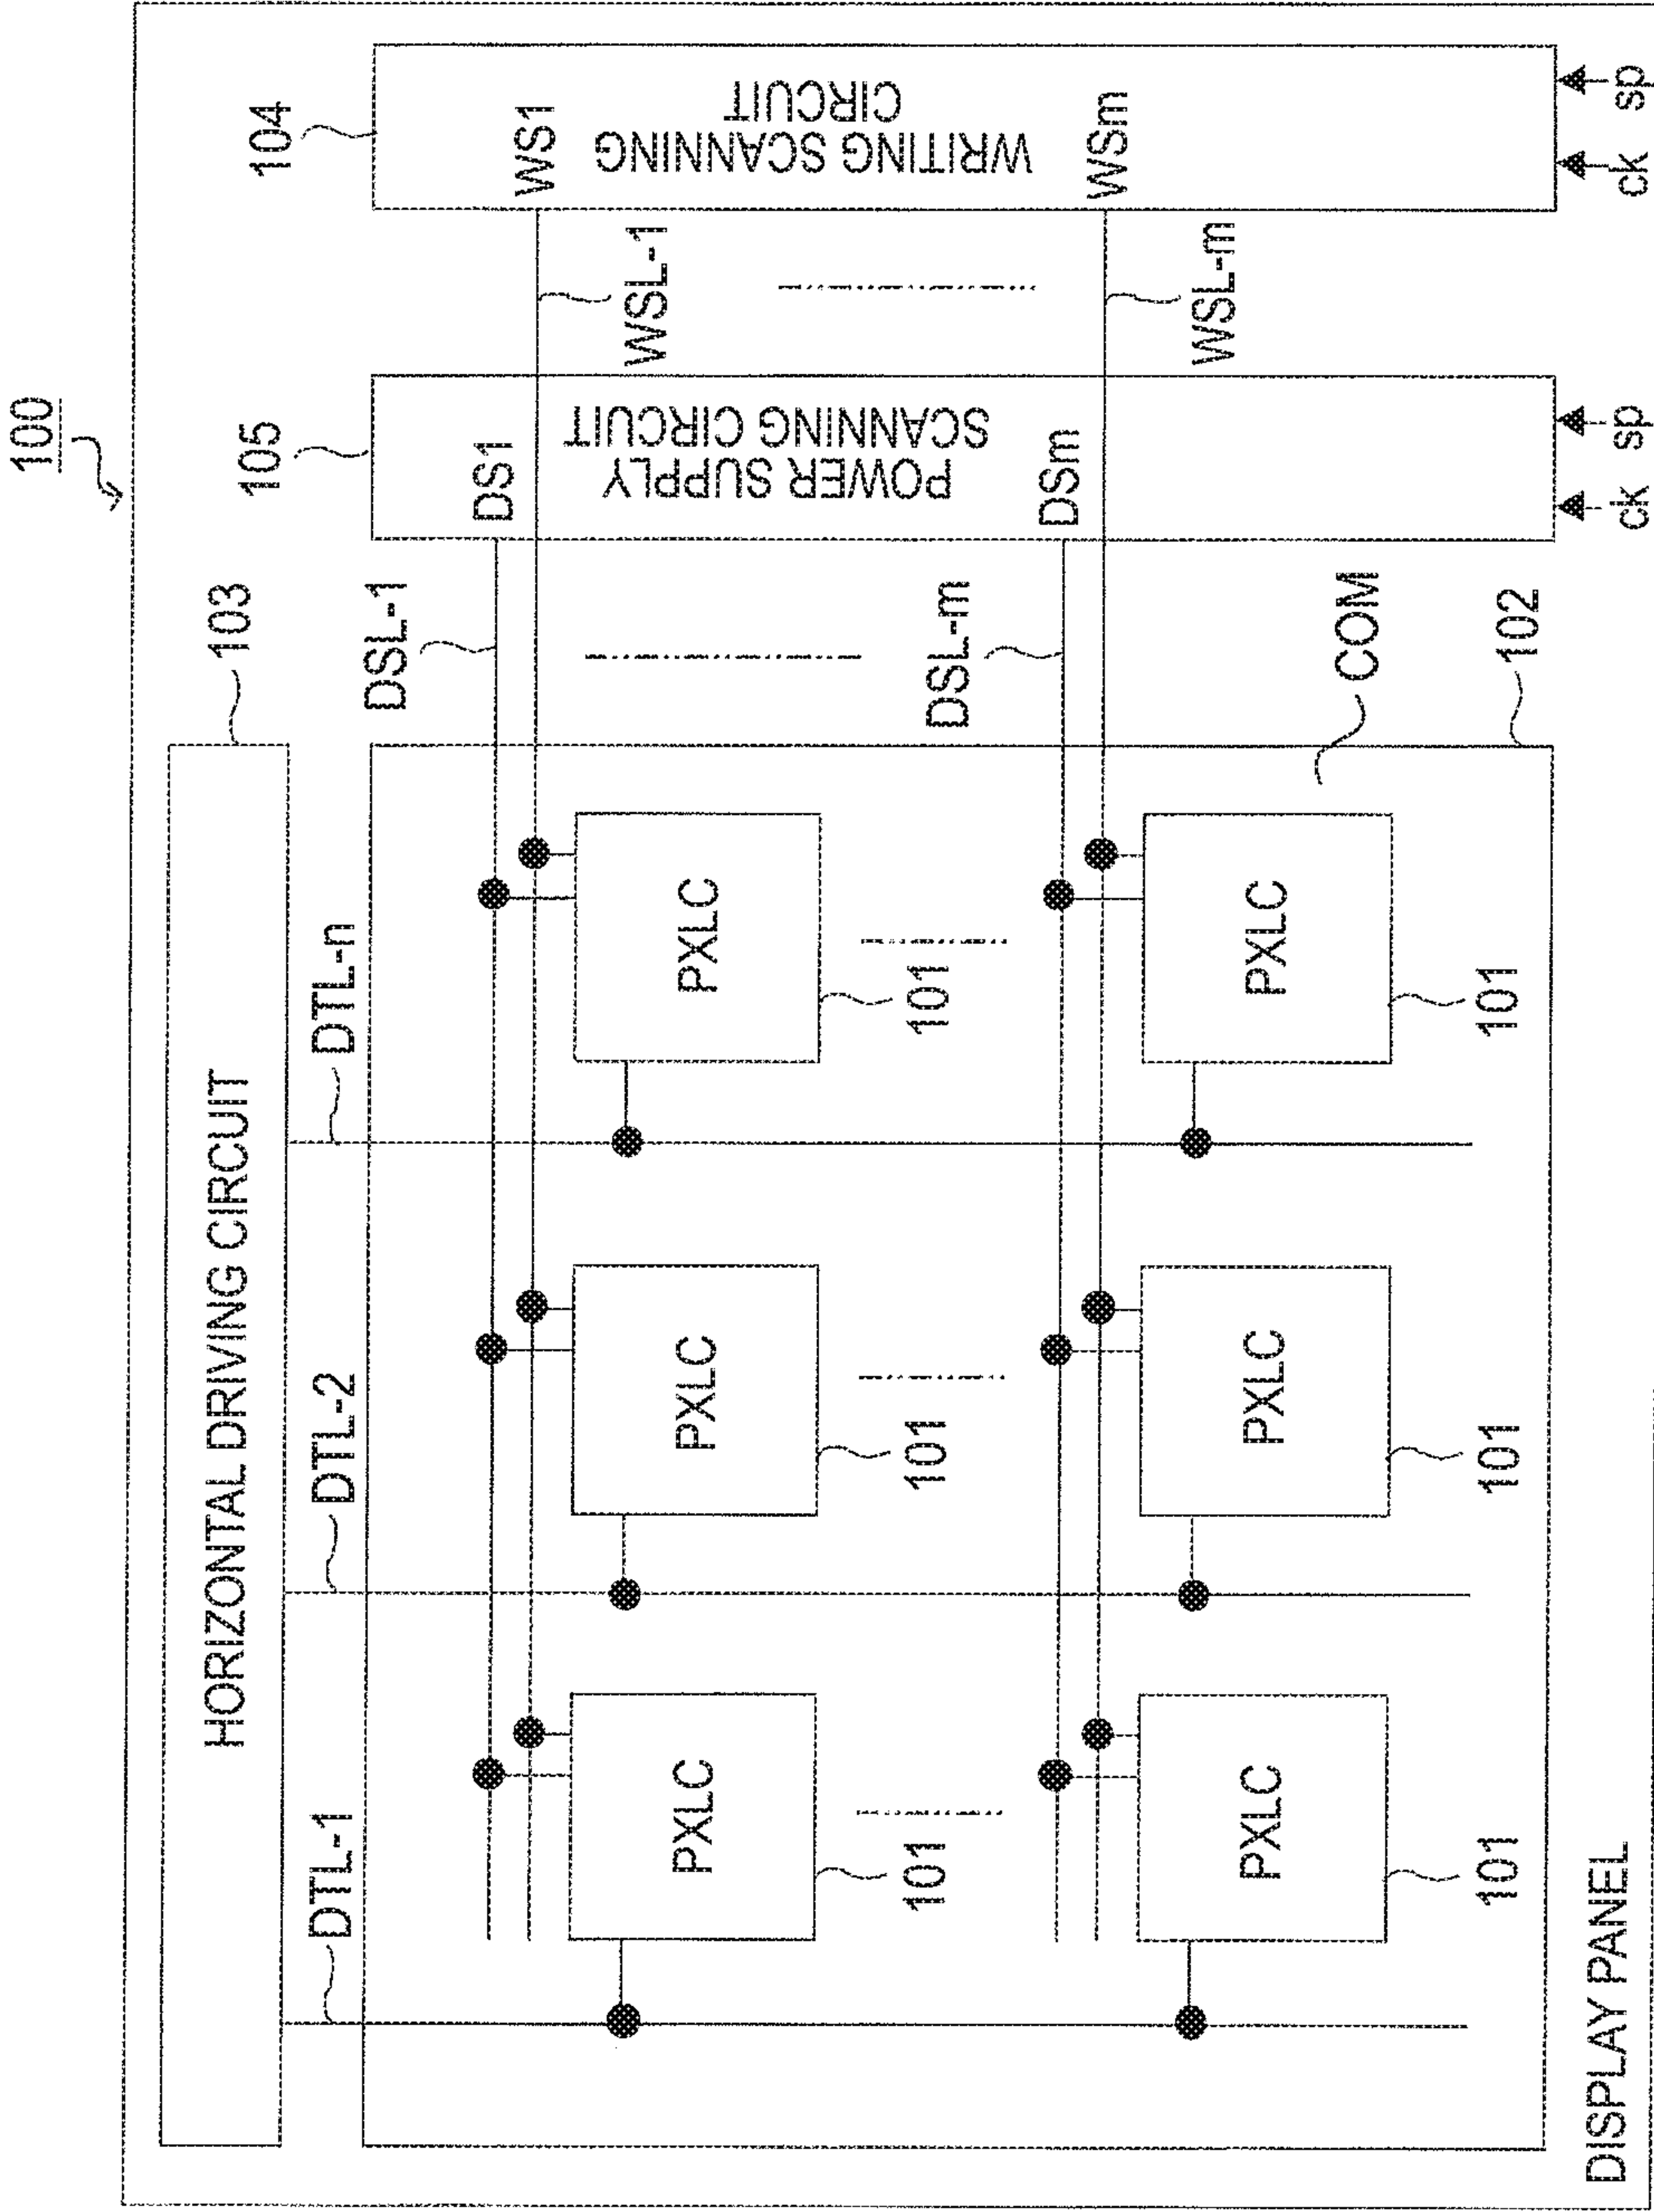 100
103
HORIZONTAL DRIVING CIRCUIT
105
104
DTL-1
DTL-2
DTL-n
DSL-1
DS1
POWER SUPPLY
SCANNING CIRCUIT
WS1
WRITING SCANNING
CIRCUIT
WSL-1
PXLC
PXLC
PXLC
101
101
101
DSL-m
DSm
WSm
WSL-m
PXLC
PXLC
PXLC
COM
101
101
101
102
ck
sp
ck
sp
DISPLAY PANEL